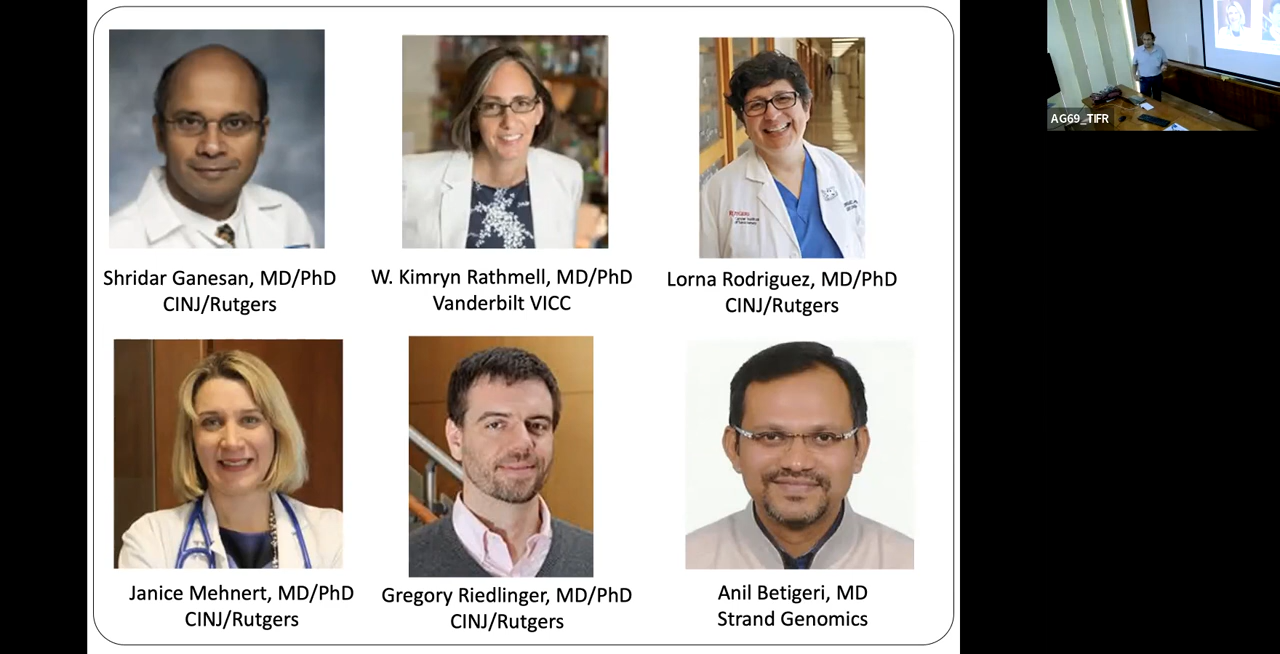 AG69_TIFR
Shridar Ganesan, MD/PhD
CINJ/Rutgers
W. Kimryn Rathmell, MD/PhD
Vanderbilt VICC
Lorna Rodriguez, MD/PhD
CINJ/Rutgers
Janice Mehnert, MD/PhD
CINJ/Rutgers
Gregory Riedlinger, MD/PhD
CINJ/Rutgers
Anil Betigeri, MD
Strand Genomics